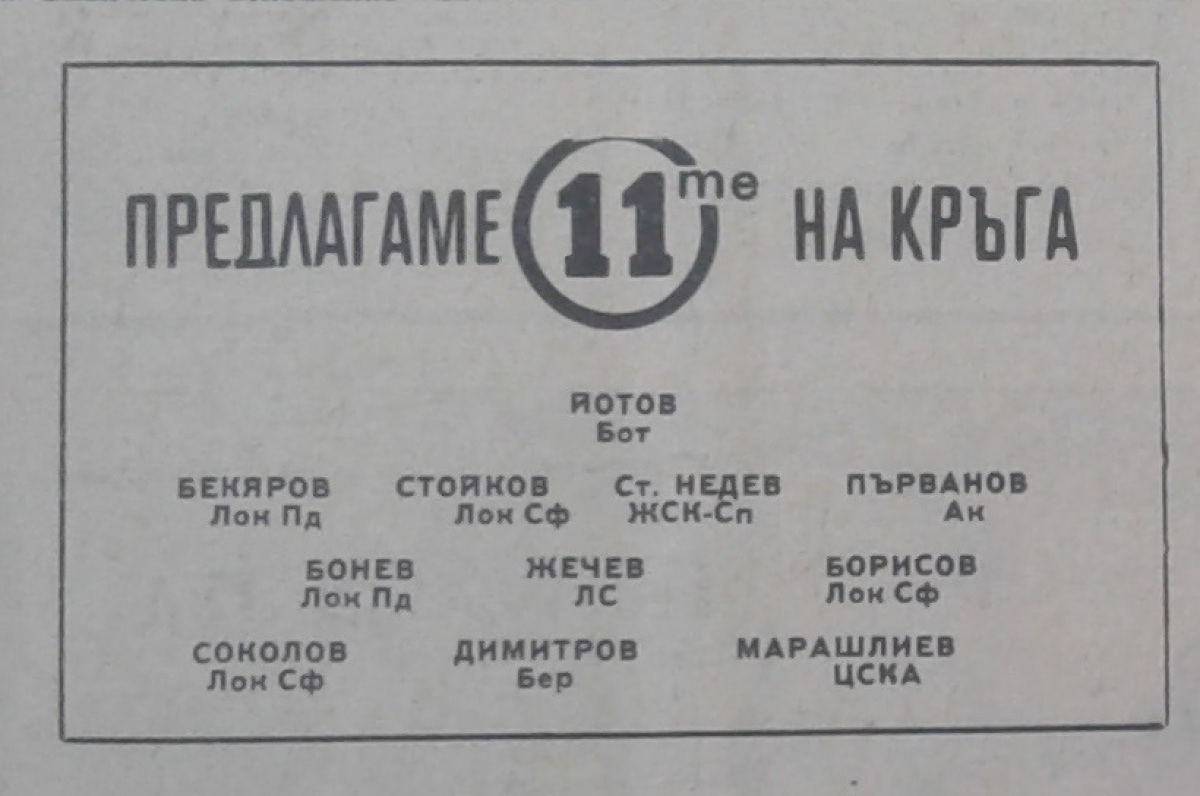 ПРЕДЛАГАМЕ 11те НА КРЪГА
ЙОТОВ
Бот
БЕКЯРОВ СТОЙКОВ Ст. НЕДЕВ ПЪРВАНОВ
Лок Пд Лок Сф ЖСК-Сп Ак
БОНЕВ ЖЕЧЕВ БОРИСОВ
Лок Пд ЛС Лок Сф
СОКОЛОВ ДИМИТРОВ МАРАШЛИЕВ
Лок Сф Бер ЦСКА